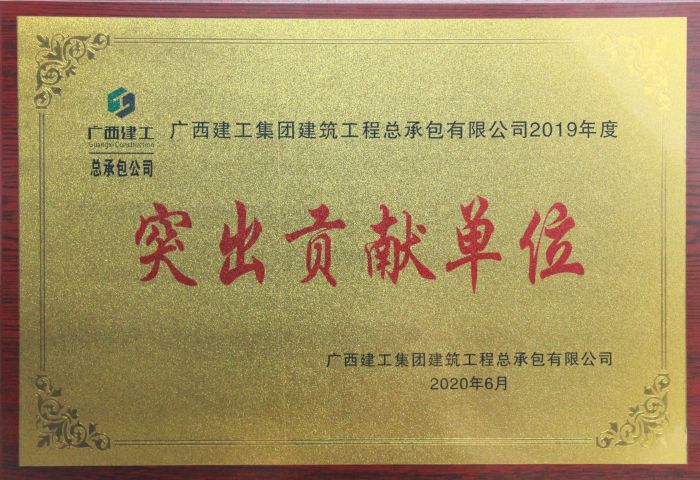 广西建工
Guangxi Construction
总承包公司
广西建工集团建筑工程总承包有限公司2019年度
突出贡献单位
广西建工集团建筑工程总承包有限公司
2020年6月